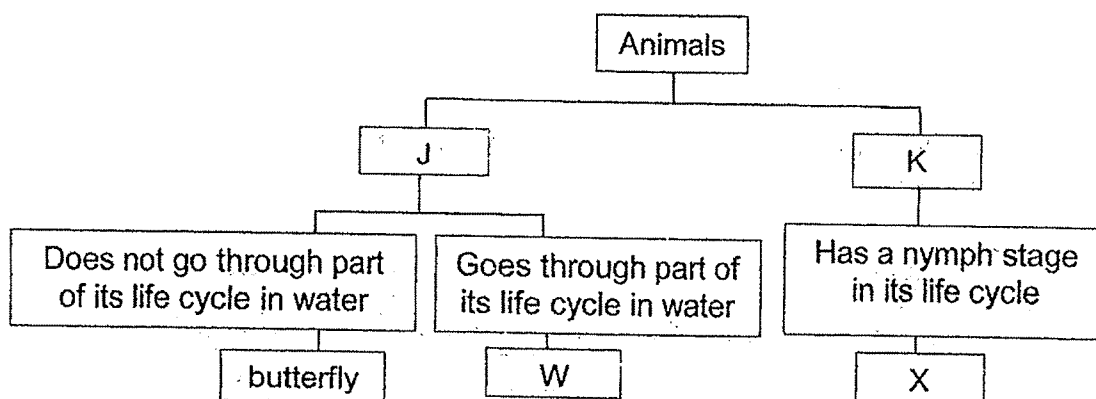 Animals
J
K
Does not go through part
of its life cycle in water
Goes through part of
its life cycle in water
Has a nymph stage
in its life cycle
butterfly
W
X